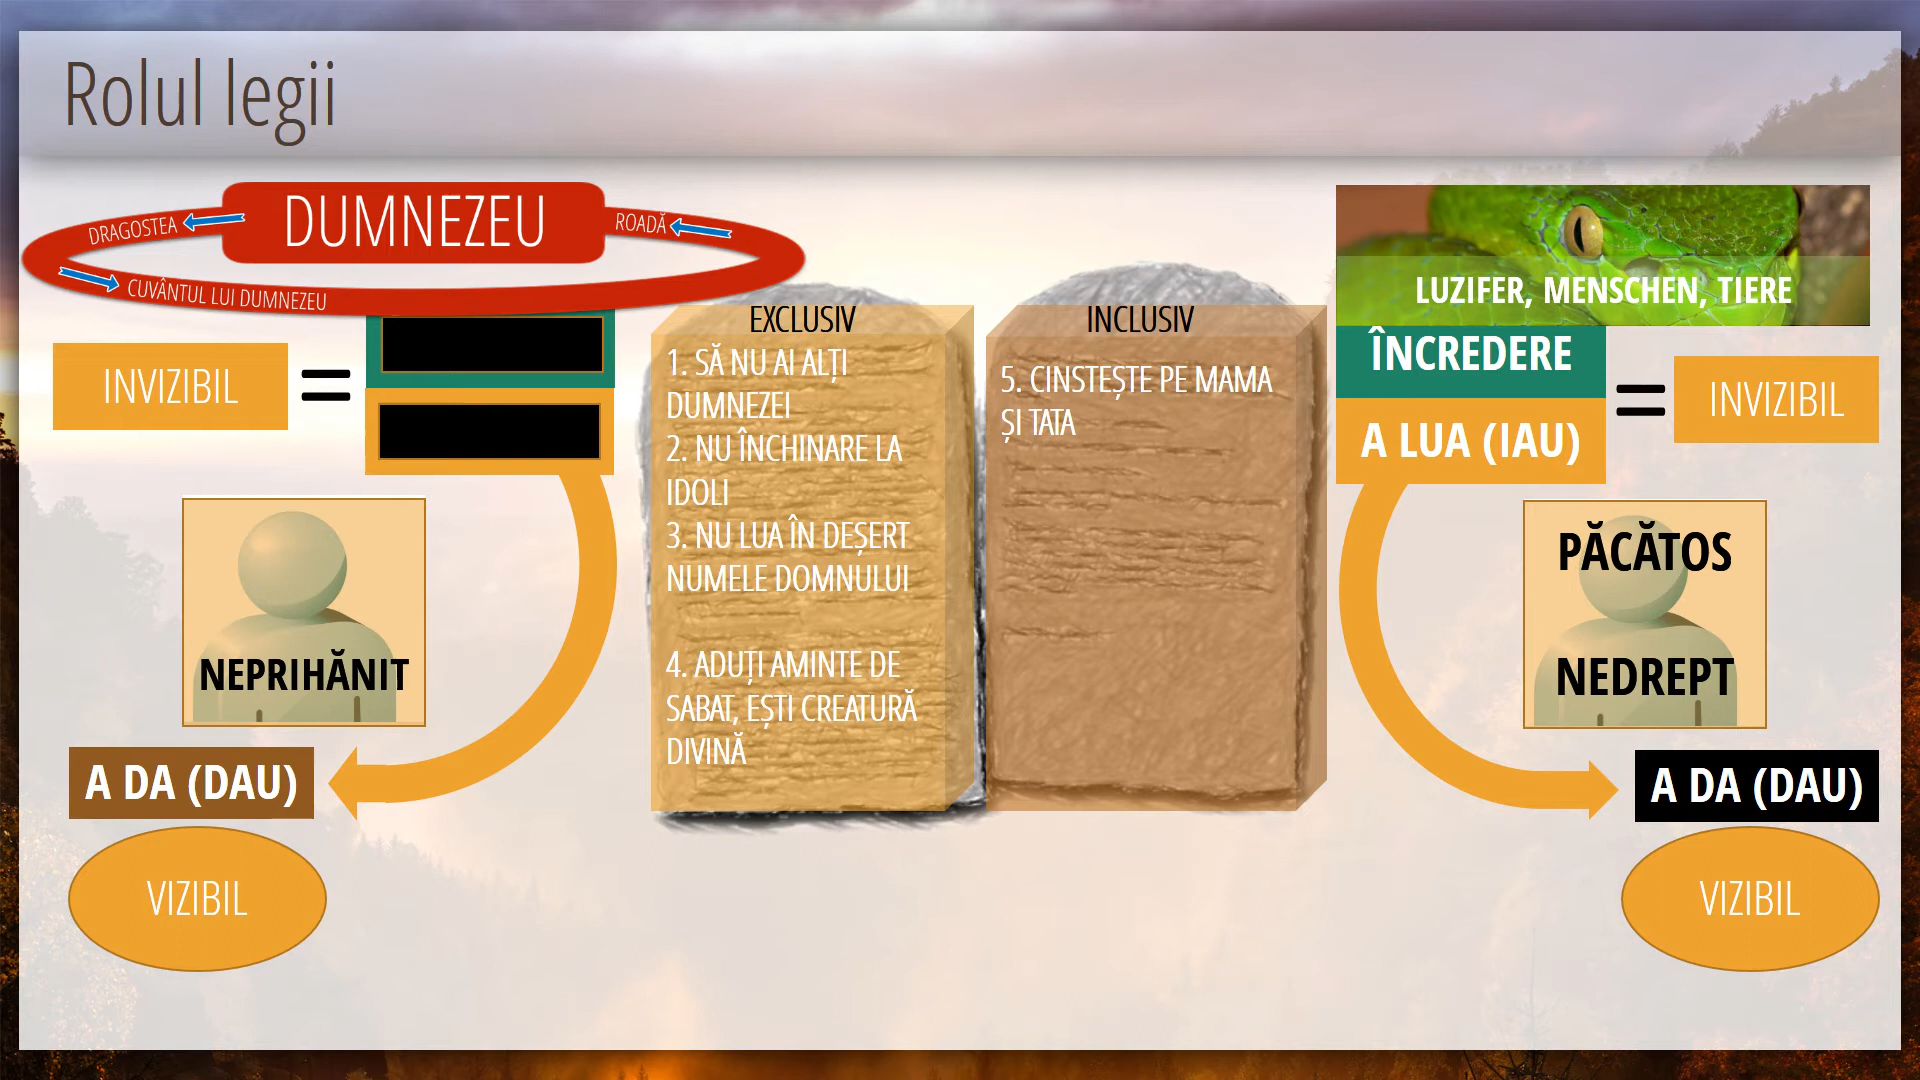 Rolul legii
DUMNEZEU
DRAGOSTEA
ROADĂ
CUVÂNTUL LUI DUMNEZEU
INVIZIBIL
=
NEPRIHĂNIT
A DA (DAU)
VIZIBIL
EXCLUSIV
1. SĂ NU AI ALȚI
DUMNEZEI
2. NU ÎNCHINARE LA
IDOLI
3. NU LUA ÎN DEȘERT
NUMELE DOMNULUI
4. ADUȚI AMINTE DE
SABAT, EȘTI CREATURĂ
DIVINĂ
INCLUSIV
5. CINSTEȘTE PE MAMA
ȘI TATA
LUZIFER, MENSCHEN, TIERE
ÎNCREDERE
A LUA (IAU)
=
INVIZIBIL
PĂCĂTOS
NEDREPT
A DA (DAU)
VIZIBIL